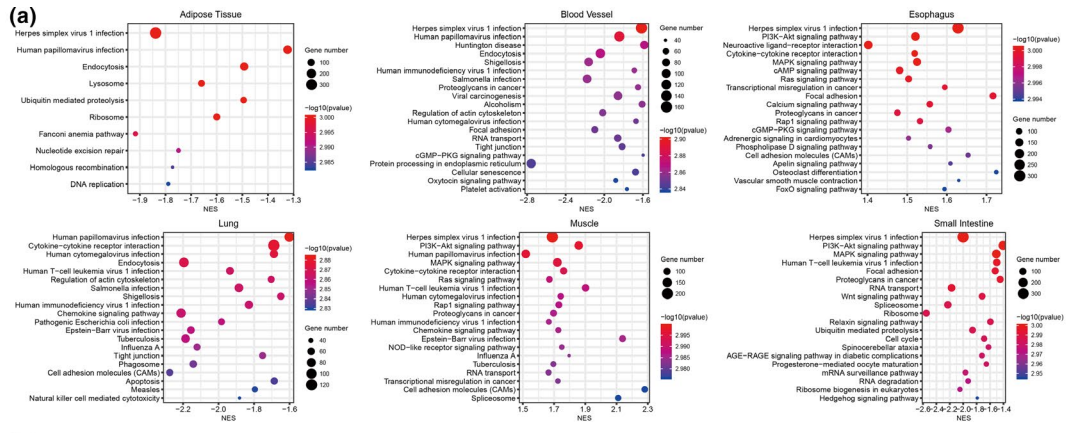 (a)
Adipose Tissue
Herpes simplex virus 1 infection
Human papillomavirus infection
Endocytosis
Lysosome
Ubiquitin mediated proteolysis
Ribosome
Fanconi anemia pathway
Nucleotide excision repair
Homologous recombination
DNA replication
−1.9 −1.8 −1.7 −1.6 −1.5 −1.4 −1.3
NES
Gene number
100
200
300
−log10(pvalue)
3.000
2.995
2.990
2.985
Blood Vessel
Herpes simplex virus 1 infection
Human papillomavirus infection
Huntington disease
Endocytosis
Shigellosis
Human immunodeficiency virus 1 infection
Salmonella infection
Proteoglycans in cancer
Viral carcinogenesis
Alcoholism
Regulation of actin cytoskeleton
Human cytomegalovirus infection
Focal adhesion
RNA transport
Tight junction
cGMP−PKG signaling pathway
Protein processing in endoplasmic reticulum
Cellular senescence
Oxytocin signaling pathway
Platelet activation
−2.8 −2.4 −2.0 −1.6
NES
Gene number
40
60
80
100
120
140
160
−log10(pvalue)
2.90
2.88
2.86
2.84
Esophagus
Herpes simplex virus 1 infection
PI3K−Akt signaling pathway
Neuroactive ligand−receptor interaction
Cytokine−cytokine receptor interaction
MAPK signaling pathway
cAMP signaling pathway
Ras signaling pathway
Transcriptional misregulation in cancer
Focal adhesion
Calcium signaling pathway
Proteoglycans in cancer
Rap1 signaling pathway
cGMP−PKG signaling pathway
Adrenergic signaling in cardiomyocytes
Phospholipase D signaling pathway
Cell adhesion molecules (CAMs)
Apelin signaling pathway
Osteoclast differentiation
Vascular smooth muscle contraction
FoxO signaling pathway
1.4 1.5 1.6 1.7
NES
−log10(pvalue)
3.000
2.998
2.996
2.994
Gene number
100
150
200
250
300
Lung
Human papillomavirus infection
Cytokine−cytokine receptor interaction
Human cytomegalovirus infection
Endocytosis
Human T−cell leukemia virus 1 infection
Regulation of actin cytoskeleton
Salmonella infection
Shigellosis
Human immunodeficiency virus 1 infection
Chemokine signaling pathway
Pathogenic Escherichia coli infection
Epstein−Barr virus infection
Tuberculosis
Influenza A
Tight junction
Phagosome
Cell adhesion molecules (CAMs)
Apoptosis
Measles
Natural killer cell mediated cytotoxicity
−2.2 −2.0 −1.8 −1.6
NES
−log10(pvalue)
2.88
2.87
2.86
2.85
2.84
2.83
Gene number
40
60
80
100
120
Muscle
Herpes simplex virus 1 infection
PI3K−Akt signaling pathway
Human papillomavirus infection
MAPK signaling pathway
Cytokine−cytokine receptor interaction
Ras signaling pathway
Human T−cell leukemia virus 1 infection
Human cytomegalovirus infection
Rap1 signaling pathway
Proteoglycans in cancer
Human immunodeficiency virus 1 infection
Chemokine signaling pathway
Epstein−Barr virus infection
NOD−like receptor signaling pathway
Influenza A
Tuberculosis
RNA transport
Transcriptional misregulation in cancer
Cell adhesion molecules (CAMs)
Spliceosome
1.5 1.7 1.9 2.1 2.3
NES
Gene number
100
150
200
−log10(pvalue)
2.995
2.990
2.985
2.980
Small Intestine
Herpes simplex virus 1 infection
PI3K−Akt signaling pathway
MAPK signaling pathway
Human T−cell leukemia virus 1 infection
Focal adhesion
Proteoglycans in cancer
RNA transport
Wnt signaling pathway
Spliceosome
Ribosome
Relaxin signaling pathway
Ubiquitin mediated proteolysis
Cell cycle
Spinocerebellar ataxia
AGE−RAGE signaling pathway in diabetic complications
Progesterone−mediated oocyte maturation
mRNA surveillance pathway
RNA degradation
Ribosome biogenesis in eukaryotes
Hedgehog signaling pathway
−2.6 −2.4 −2.2 −2.0 −1.8 −1.6 −1.4
NES
Gene number
100
200
300
−log10(pvalue)
3.00
2.99
2.98
2.97
2.96
2.95